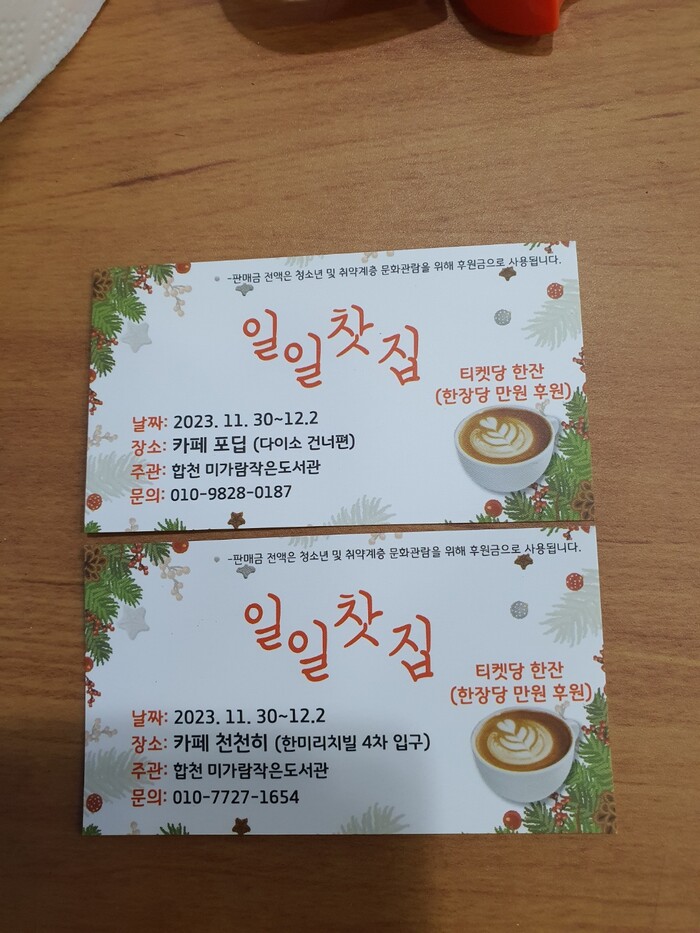 -판매금 전액은 청소년 및 취약계층 문화관람을 위해 후원금으로 사용됩니다.
일일찻집
티켓당 한잔
(한장당 만원 후원)
날짜: 2023. 11. 30~12.2
장소: 카페 포딥 (다이소 건너편)
주관: 합천 미가람작은도서관
문의: 010-9828-0187
-판매금 전액은 청소년 및 취약계층 문화관람을 위해 후원금으로 사용됩니다.
일일찻집
티켓당 한잔
(한장당 만원 후원)
날짜: 2023. 11. 30~12.2
장소: 카페 천천히 (한미리치빌 4차 입구)
주관: 합천 미가람작은도서관
문의: 010-7727-1654